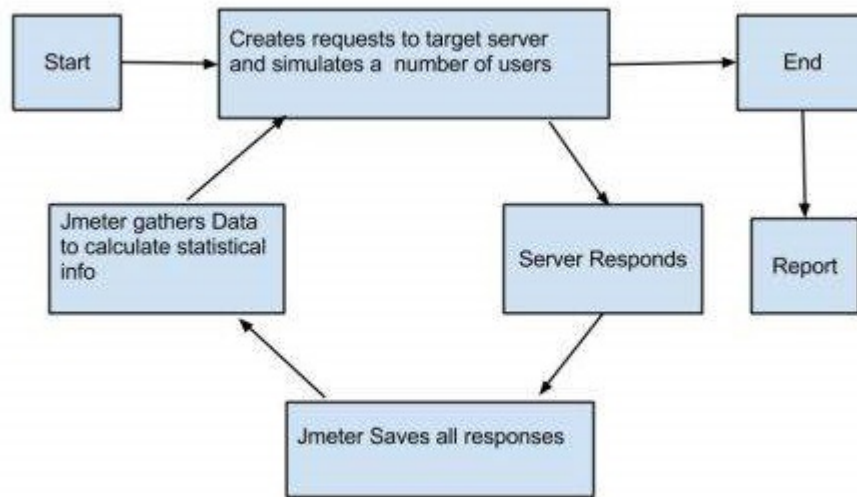 Start
Creates requests to target server
and simulates a number of users
End
Jmeter gathers Data
to calculate statistical
info
Server Responds
Report
Jmeter Saves all responses